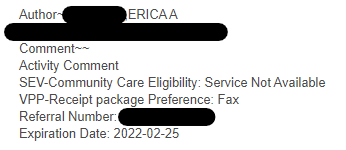 Author~ ERICA A
Comment~~
Activity Comment
SEV-Community Care Eligibility: Service Not Available
VPP-Receipt package Preference: Fax
Referral Number:
Expiration Date: 2022-02-25